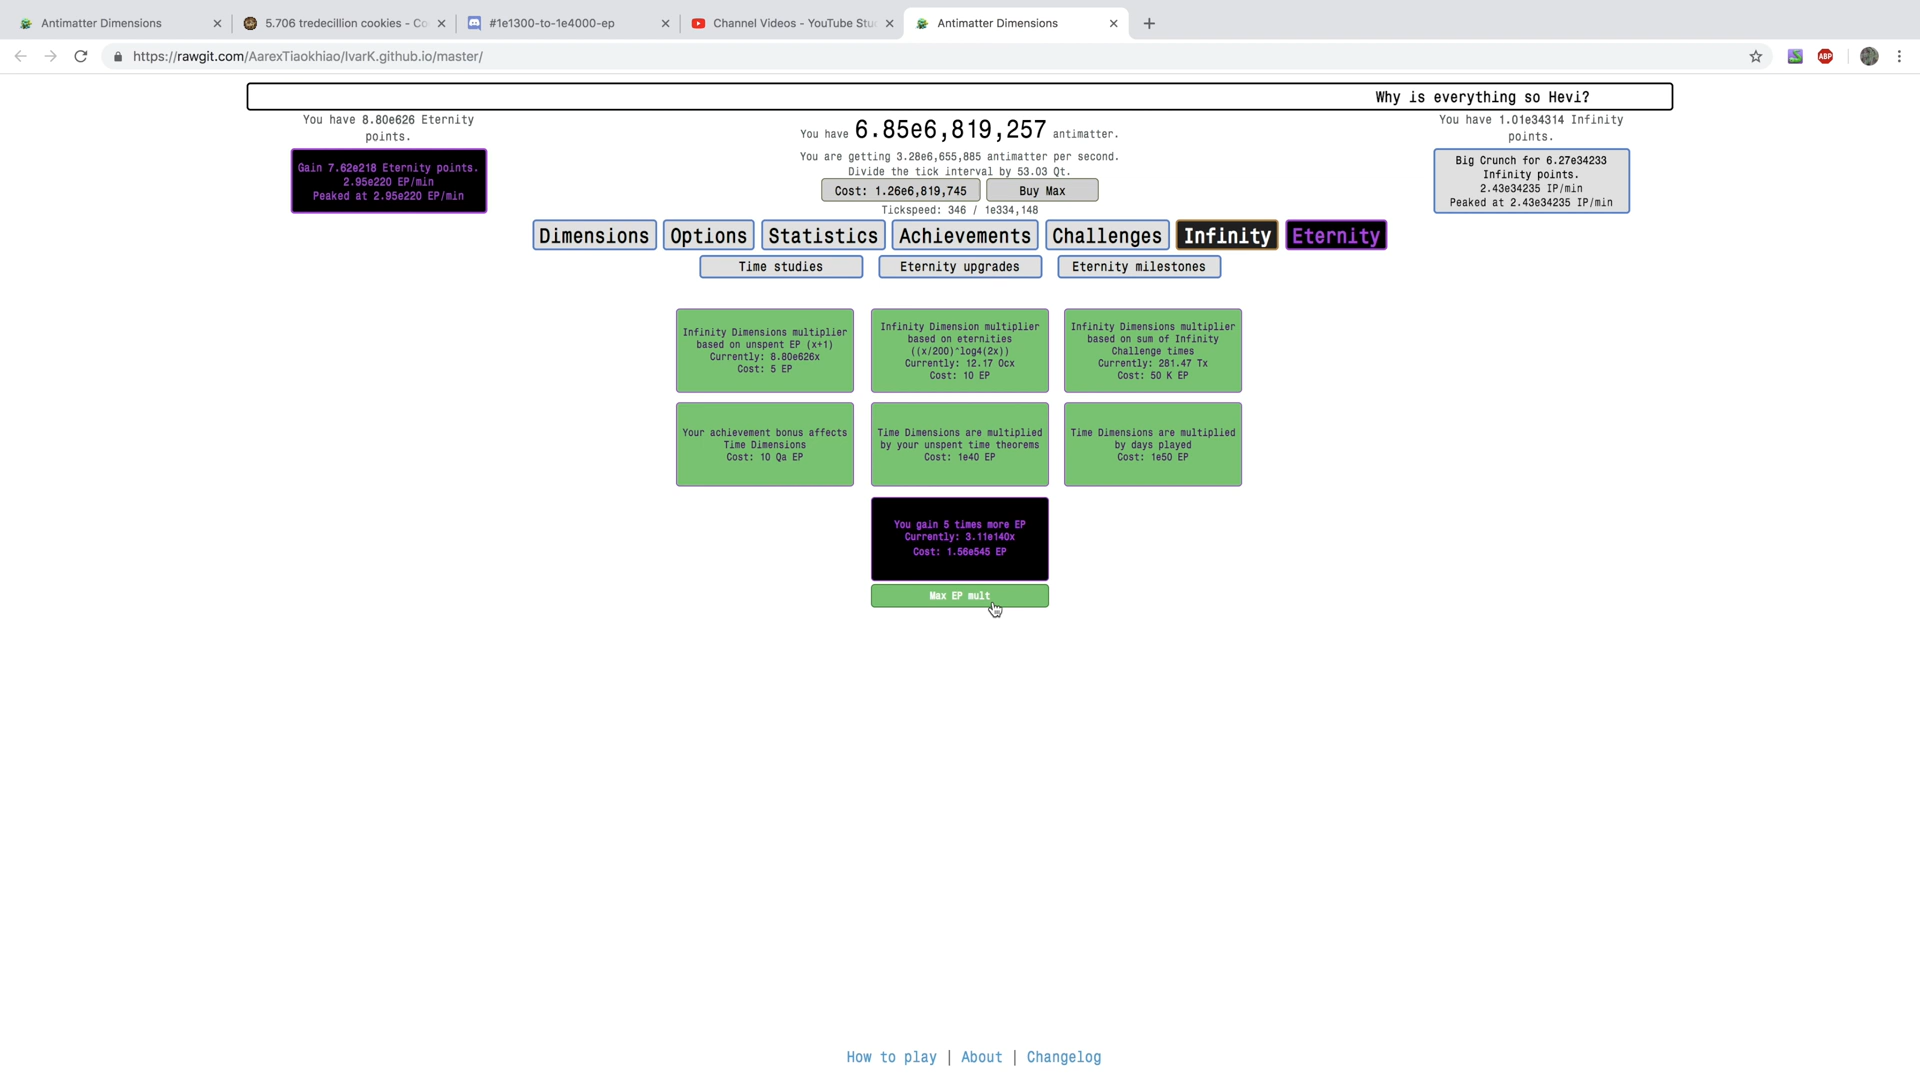 Antimatter Dimensions
5.706 tredecillion cookies - Co
#1e1300-to-1e4000-ep
Channel Videos - YouTube Stu
Antimatter Dimensions
https://rawgit.com/AarexTiaokhiao/IvarK.github.io/master/
ABP
Why is everything so Hevi?
You have 8.80e626 Eternity
points.
Gain 7.62e218 Eternity points.
2.95e220 EP/min
Peaked at 2.95e220 EP/min
You have 6.85e6,819,257 antimatter.
You are getting 3.28e6,655,885 antimatter per second.
Divide the tick interval by 53.03 Qt.
Cost: 1.26e6,819,745
Buy Max
Tickspeed: 346 / 1e334,148
You have 1.01e34314 Infinity
points.
Big Crunch for 6.27e34233
Infinity points.
2.43e34235 IP/min
Peaked at 2.43e34235 IP/min
Dimensions
Options
Statistics
Achievements
Challenges
Infinity
Eternity
Time studies
Eternity upgrades
Eternity milestones
Infinity Dimensions multiplier
based on unspent EP (x+1)
Currently: 8.80e626x
Cost: 5 EP
Infinity Dimension multiplier
based on eternities
((x/200)^log4(2x))
Currently: 12.17 Ocx
Cost: 10 EP
Infinity Dimensions multiplier
based on sum of Infinity
Challenge times
Currently: 281.47 Tx
Cost: 50 K EP
Your achievement bonus affects
Time Dimensions
Cost: 10 Qa EP
Time Dimensions are multiplied
by your unspent time theorems
Cost: 1e40 EP
Time Dimensions are multiplied
by days played
Cost: 1e50 EP
You gain 5 times more EP
Currently: 3.11e140x
Cost: 1.56e545 EP
Max EP mult
How to play | About | Changelog